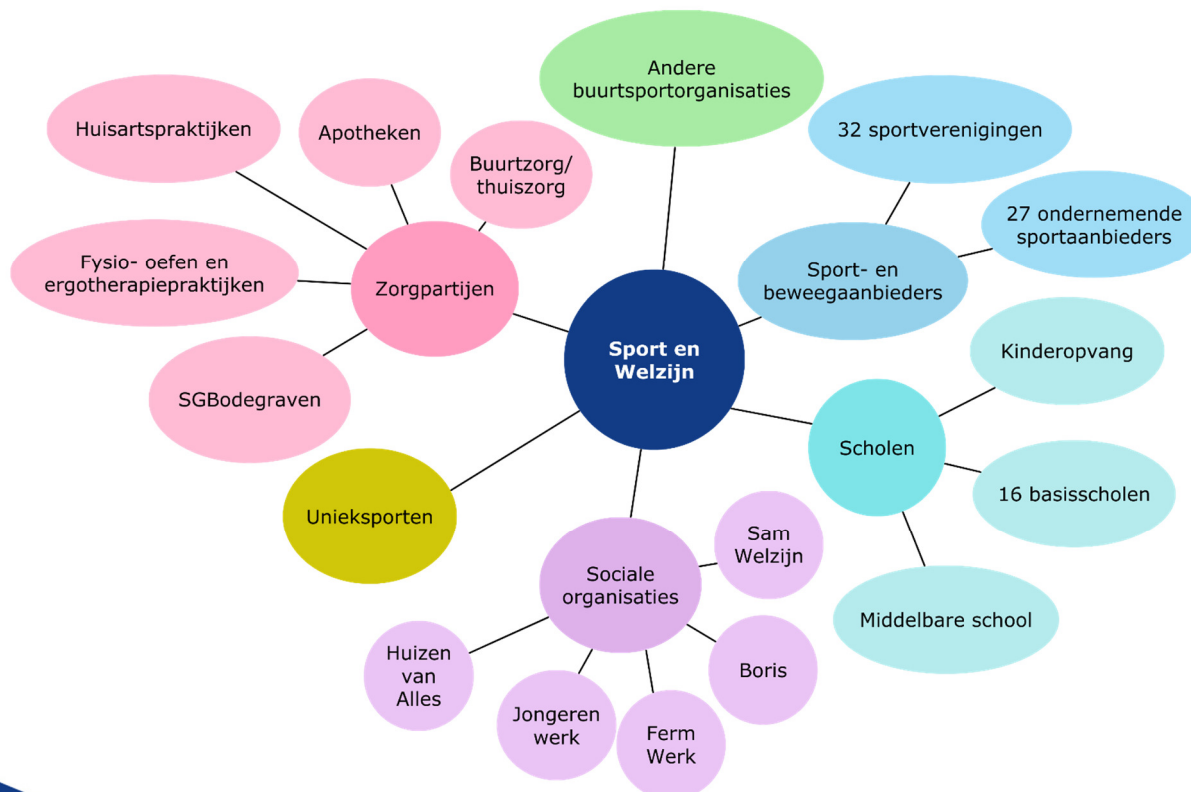 Andere
buurtsportorganisaties
Huisartspraktijken
Apotheken
Buurtzorg/
thuiszorg
32 sportverenigingen
27 ondernemende
sportaanbieders
Fysio- oefen en
ergotherapiepraktijken
Zorgpartijen
Sport- en
beweegaanbieders
Sport en
Welzijn
Kinderopvang
SGBodegraven
Scholen
16 basisscholen
Unieksporten
Sam
Welzijn
Sociale
organisaties
Middelbare school
Huizen
van
Alles
Boris
Jongeren
werk
Ferm
Werk